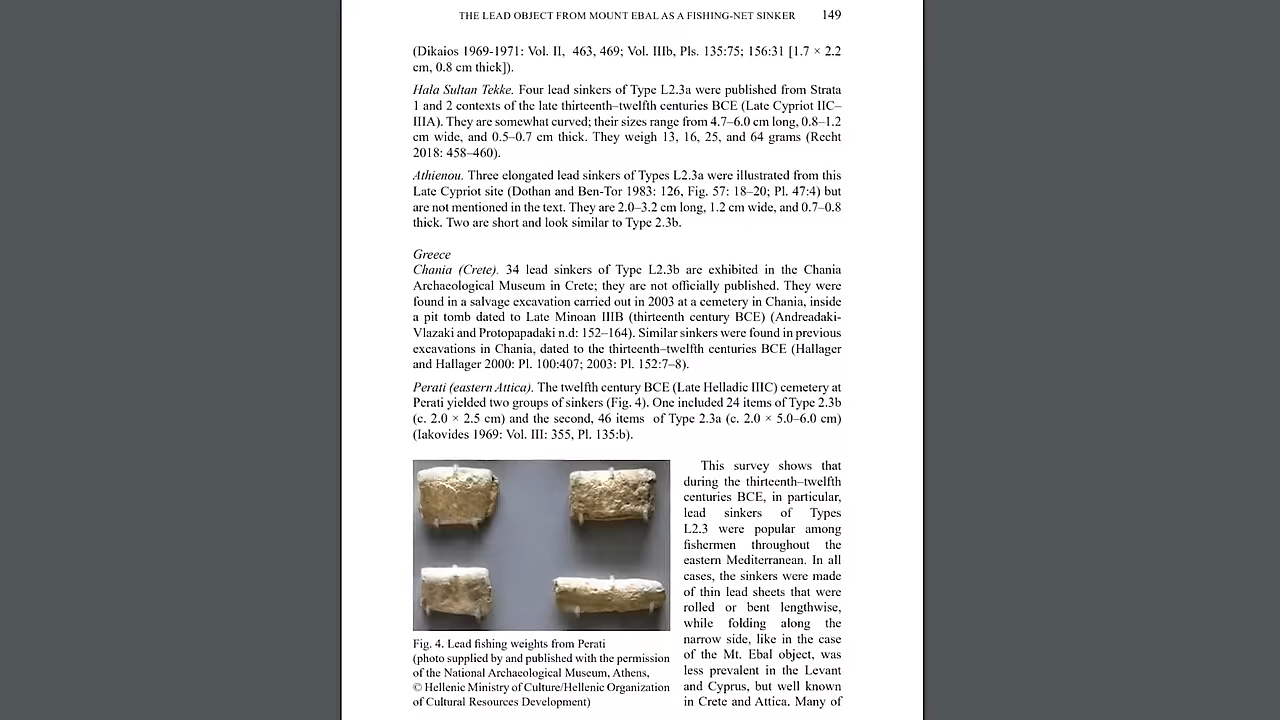 THE LEAD OBJECT FROM MOUNT EBAL AS A FISHING-NET SINKER 149
(Dikaios 1969-1971: Vol. II, 463, 469; Vol. IIIb, Pls. 135:75; 156:31 [1.7 × 2.2
cm, 0.8 cm thick]).
Hala Sultan Tekke. Four lead sinkers of Type L2.3a were published from Strata
1 and 2 contexts of the late thirteenth–twelfth centuries BCE (Late Cypriot IIC–
IIIA). They are somewhat curved; their sizes range from 4.7–6.0 cm long, 0.8–1.2
cm wide, and 0.5–0.7 cm thick. They weigh 13, 16, 25, and 64 grams (Recht
2018: 458–460).
Athienou. Three elongated lead sinkers of Types L2.3a were illustrated from this
Late Cypriot site (Dothan and Ben-Tor 1983: 126, Fig. 57: 18–20; Pl. 47:4) but
are not mentioned in the text. They are 2.0–3.2 cm long, 1.2 cm wide, and 0.7–0.8
thick. Two are short and look similar to Type 2.3b.
Greece
Chania (Crete). 34 lead sinkers of Type L2.3b are exhibited in the Chania
Archaeological Museum in Crete; they are not officially published. They were
found in a salvage excavation carried out in 2003 at a cemetery in Chania, inside
a pit tomb dated to Late Minoan IIIB (thirteenth century BCE) (Andreadaki-
Vlazaki and Protopapadaki n.d: 152–164). Similar sinkers were found in previous
excavations in Chania, dated to the thirteenth–twelfth centuries BCE (Hallager
and Hallager 2000: Pl. 100:407; 2003: Pl. 152:7–8).
Perati (eastern Attica). The twelfth century BCE (Late Helladic IIIC) cemetery at
Perati yielded two groups of sinkers (Fig. 4). One included 24 items of Type 2.3b
(c. 2.0 × 2.5 cm) and the second, 46 items of Type 2.3a (c. 2.0 × 5.0–6.0 cm)
(Iakovides 1969: Vol. III: 355, Pl. 135:b).
Fig. 4. Lead fishing weights from Perati
(photo supplied by and published with the permission
of the National Archaeological Museum, Athens,
© Hellenic Ministry of Culture/Hellenic Organization
of Cultural Resources Development)
This survey shows that
during the thirteenth–twelfth
centuries BCE, in particular,
lead sinkers of Types
L2.3 were popular among
fishermen throughout the
eastern Mediterranean. In all
cases, the sinkers were made
of thin lead sheets that were
rolled or bent lengthwise,
while folding along the
narrow side, like in the case
of the Mt. Ebal object, was
less prevalent in the Levant
and Cyprus, but well known
in Crete and Attica. Many of